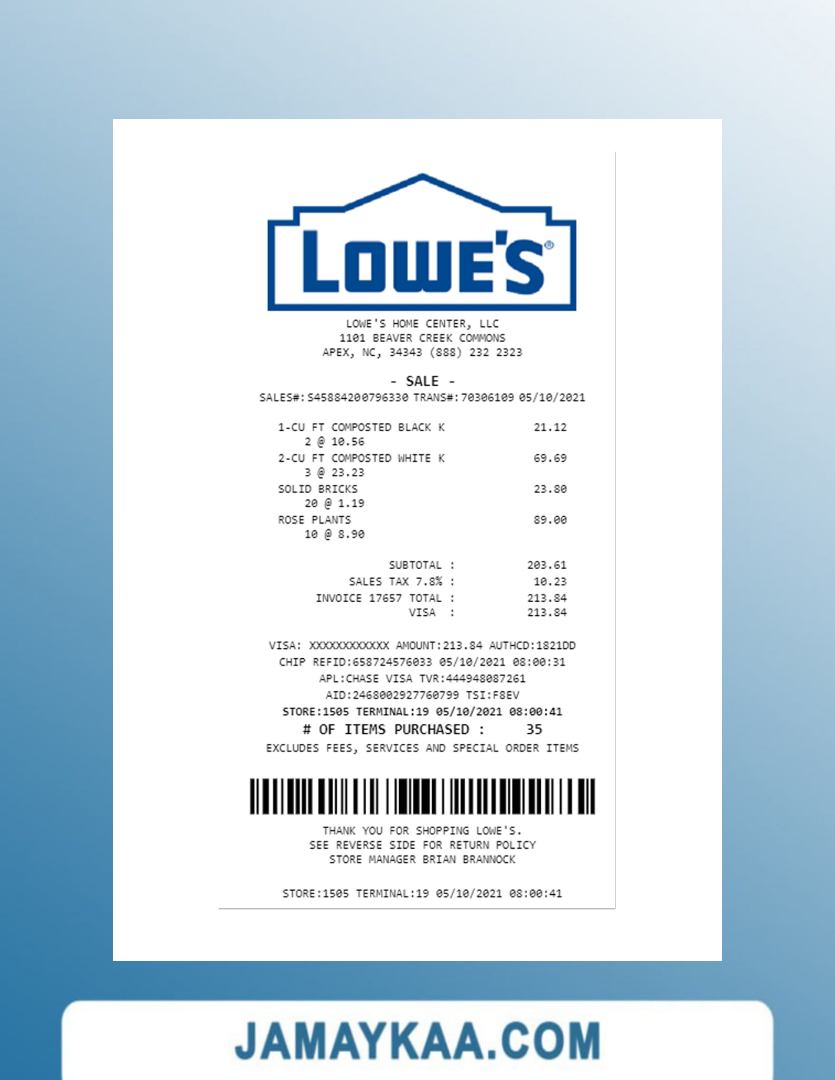 LOWE'S®
LOWE'S HOME CENTER, LLC
1101 BEAVER CREEK COMMONS
APEX, NC, 34343 (888) 232 2323
- SALE -
SALES#:S45884200796330 TRANS#:70306109 05/10/2021
1-CU FT COMPOSTED BLACK K 21.12
2 @ 10.56
2-CU FT COMPOSTED WHITE K 69.69
3 @ 23.23
SOLID BRICKS 23.80
20 @ 1.19
ROSE PLANTS 89.00
10 @ 8.90
SUBTOTAL : 203.61
SALES TAX 7.8% : 10.23
INVOICE 17657 TOTAL : 213.84
VISA : 213.84
VISA: XXXXXXXXXXXX AMOUNT:213.84 AUTHCD:1821DD
CHIP REFID:658724576033 05/10/2021 08:00:31
APL:CHASE VISA TVR:444948087261
AID:2468002927760799 TSI:F8EV
STORE:1505 TERMINAL:19 05/10/2021 08:00:41
# OF ITEMS PURCHASED : 35
EXCLUDES FEES, SERVICES AND SPECIAL ORDER ITEMS
THANK YOU FOR SHOPPING LOWE'S.
SEE REVERSE SIDE FOR RETURN POLICY
STORE MANAGER BRIAN BRANNOCK
STORE:1505 TERMINAL:19 05/10/2021 08:00:41
JAMAYKAA.COM